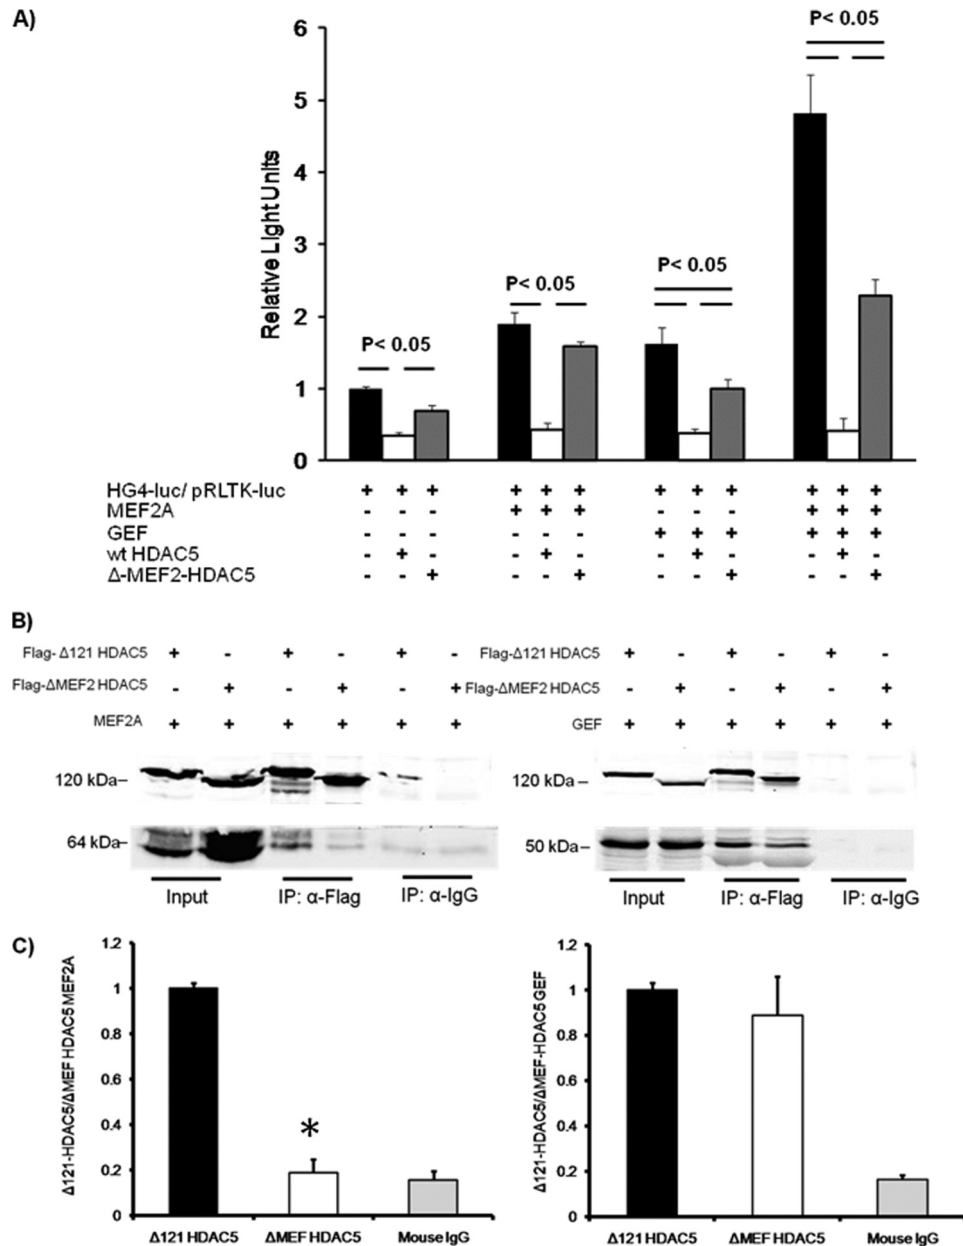 A)
P< 0.05
P< 0.05
P< 0.05
P< 0.05
Relative Light Units
6
5
4
3
2
1
0
HG4-luc/ pRLTK-luc + + + + + + + + + + + +
MEF2A - - - + + + - - - + + +
GEF - - - - - - + + + + + +
wt HDAC5 - + - - + - - + - - + -
Δ-MEF2-HDAC5 - - + - - + - - + - - +
B)
Flag-Δ121 HDAC5 + - + - + -
Flag-ΔMEF2 HDAC5 - + - + - +
MEF2A + + + + + +
120 kDa–
64 kDa–
Input IP: α-Flag IP: α-IgG
Flag-Δ121 HDAC5 + - + - + -
Flag-ΔMEF2 HDAC5 - + - + - +
GEF + + + + + +
120 kDa–
50 kDa–
Input IP: α-Flag IP: α-IgG
C)
Δ121-HDAC5/ΔMEF HDAC5 MEF2A
1.2
1
0.8
0.6
0.4
0.2
0
*
Δ121 HDAC5 ΔMEF HDAC5 Mouse IgG
Δ121-HDAC5/ΔMEF-HDAC5 GEF
1.2
1
0.8
0.6
0.4
0.2
0
Δ121 HDAC5 ΔMEF HDAC5 Mouse IgG